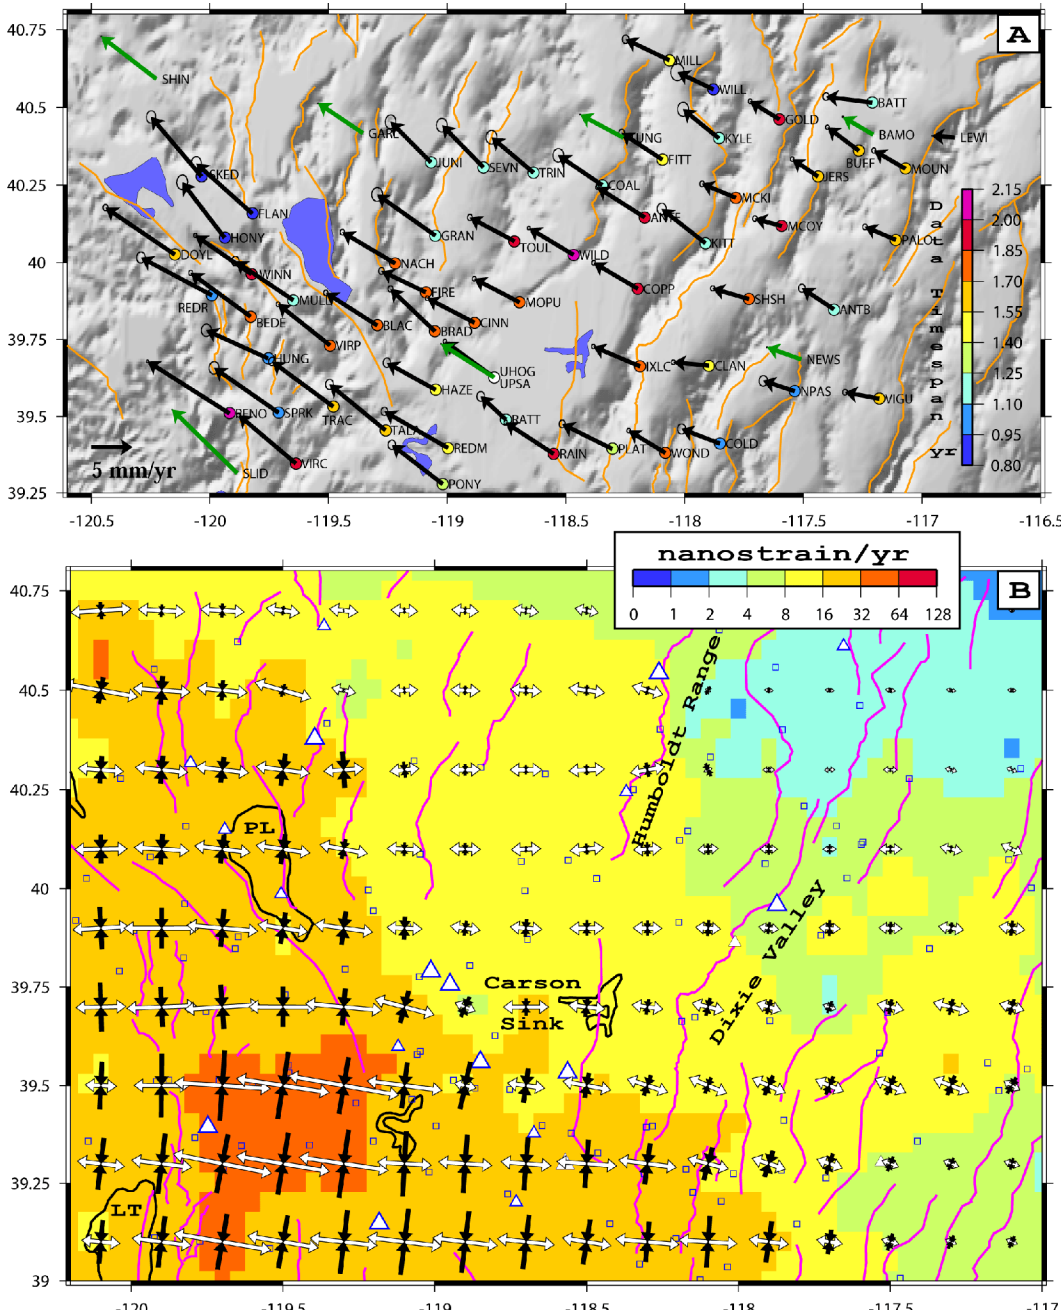 A
40.75
40.5
40.25
40
39.75
39.5
39.25
-120.5
-120
-119.5
-119
-118.5
-118
-117.5
-117
-116.5
SHIN
MILL
WILL
BATT
GOLD
GARL
KYLE
BAMO
LEWI
JUNG
FITT
BUFF
MOUN
JUNI
SEVN
TRIN
JERS
SKED
COAL
MCKI
FLAN
ANTE
MCOY
HONY
GRAN
TOUL
KITT
PALO
DOYL
WILD
NACH
WINN
COPP
REDR
MULL
FIRE
MOPU
SHSH
ANTB
BEDE
BLAC
BRAD
CINN
VIRP
HUNG
UHOG
UPSA
IXLC
CLAN
NEWS
HAZE
NPAS
VIGU
RENO
SPRK
TRAC
TALA
RATT
REDM
RAIN
PLAT
WOND
COLD
VIRC
SLID
PONY
5 mm/yr
Data Timespan yr
2.15
2.00
1.85
1.70
1.55
1.40
1.25
1.10
0.95
0.80
nanostrain/yr
0 1 2 4 8 16 32 64 128
B
40.75
40.5
40.25
40
39.75
39.5
39.25
39
Humboldt Range
PL
Dixie Valley
Carson
Sink
LT
-120
-119.5
-119
-118.5
-118
-117.5